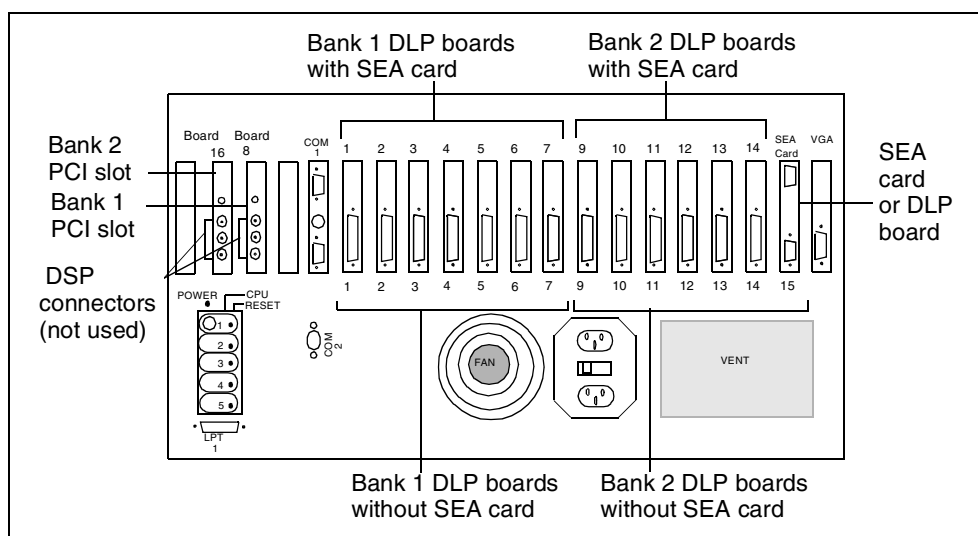 Bank 1 DLP boards
with SEA card
Bank 2 DLP boards
with SEA card
Bank 2
PCI slot
Bank 1
PCI slot
DSP
connectors
(not used)
Board
16
Board
8
COM
1
1 2 3 4 5 6 7 9 10 11 12 13 14
SEA
Card
VGA
SEA
card
or DLP
board
1 2 3 4 5 6 7 9 10 11 12 13 14 15
POWER
CPU
RESET
1
2
3
4
5
LPT
1
COM
2
FAN
VENT
Bank 1 DLP boards
without SEA card
Bank 2 DLP boards
without SEA card